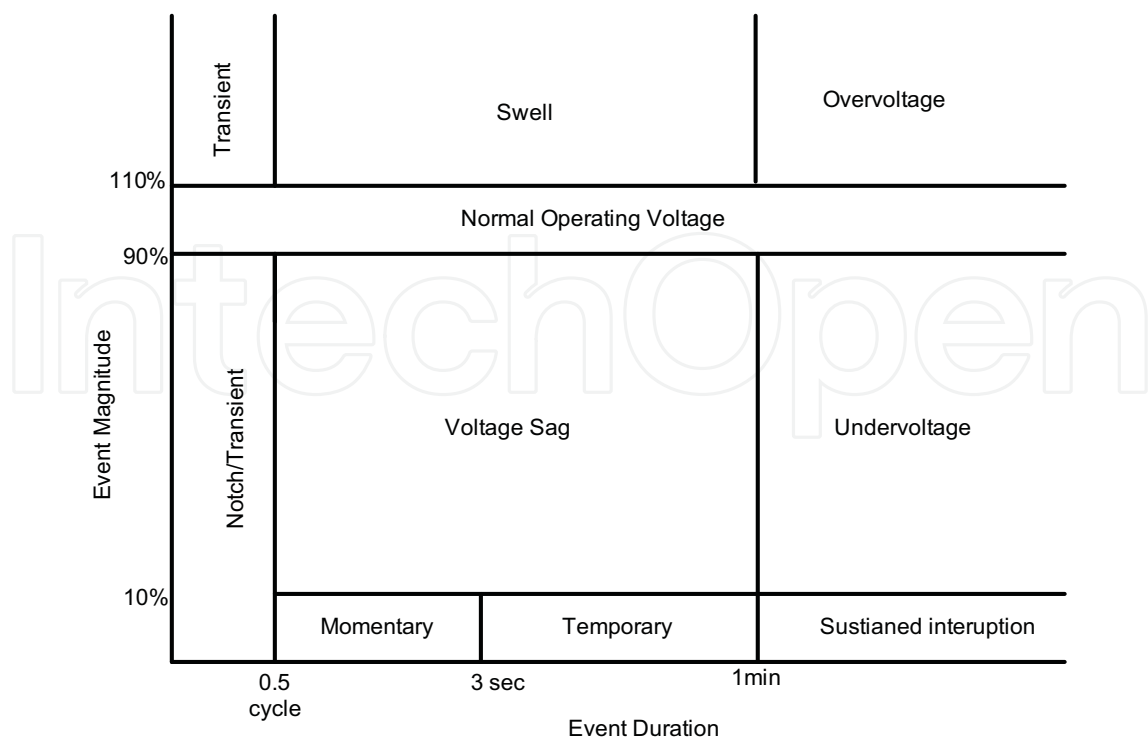 Transient
Swell
Overvoltage
110%
Normal Operating Voltage
90%
IntechOpen
Event Magnitude
Notch/Transient
Voltage Sag
Undervoltage
10%
Momentary
Temporary
Sustianed interuption
0.5
cycle
3 sec
1min
Event Duration